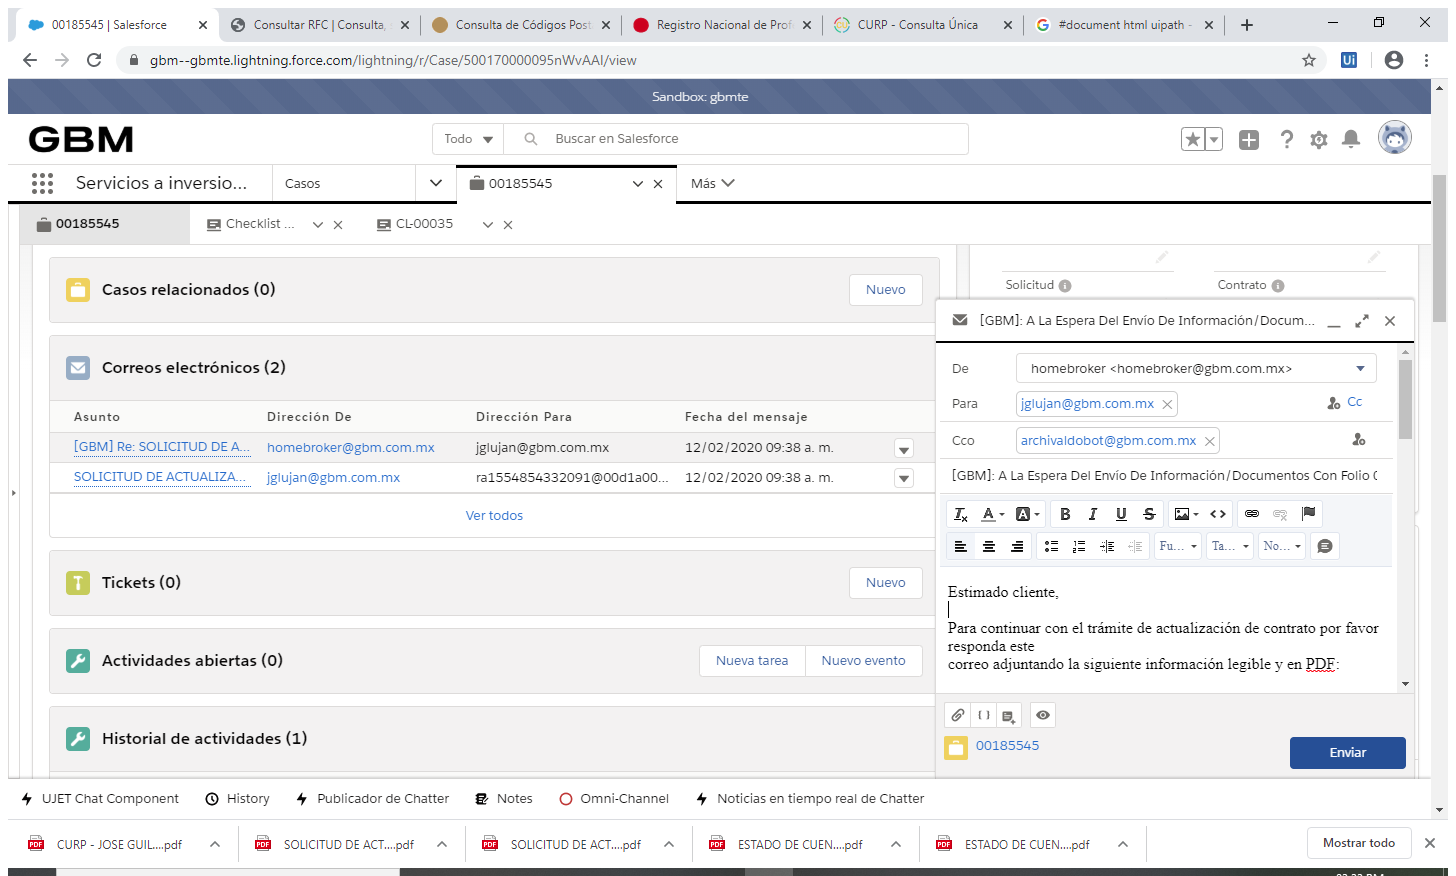 00185545 | Salesforce
Consultar RFC | Consulta,
Consulta de Códigos Post
Registro Nacional de Prof
CURP - Consulta Única
#document html uipath -
gbm--gbmte.lightning.force.com/lightning/r/Case/500170000095nWvAAI/view
Ui
Sandbox: gbmte
GBM
Todo
Buscar en Salesforce
Servicios a inversio...
Casos
00185545
Más
00185545
Checklist ...
CL-00035
Solicitud
Contrato
Casos relacionados (0)
Nuevo
Correos electrónicos (2)
Asunto Dirección De Dirección Para Fecha del mensaje
[GBM] Re: SOLICITUD DE A... homebroker@gbm.com.mx jglujan@gbm.com.mx 12/02/2020 09:38 a. m.
SOLICITUD DE ACTUALIZA... jglujan@gbm.com.mx ra1554854332091@00d1a00... 12/02/2020 09:38 a. m.
Ver todos
Tickets (0)
Nuevo
Actividades abiertas (0)
Nueva tarea
Nuevo evento
Historial de actividades (1)
[GBM]: A La Espera Del Envío De Información/Docum...
De homebroker <homebroker@gbm.com.mx>
Para jglujan@gbm.com.mx Cc
Cco archivaldobot@gbm.com.mx
[GBM]: A La Espera Del Envío De Información/Documentos Con Folio
B I U S
Fu... Ta... No...
Estimado cliente,
Para continuar con el trámite de actualización de contrato por favor
responda este
correo adjuntando la siguiente información legible y en PDF:
00185545
Enviar
UJET Chat Component
History
Publicador de Chatter
Notes
Omni-Channel
Noticias en tiempo real de Chatter
PDF CURP - JOSE GUIL....pdf
PDF SOLICITUD DE ACT....pdf
PDF SOLICITUD DE ACT....pdf
PDF ESTADO DE CUEN....pdf
PDF ESTADO DE CUEN....pdf
Mostrar todo